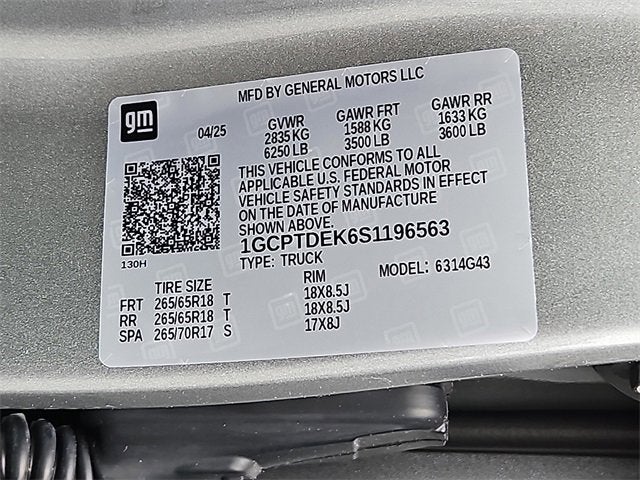 MFD BY GENERAL MOTORS LLC
gm
04/25 GVWR GAWR FRT GAWR RR
2835 KG 1588 KG 1633 KG
6250 LB 3500 LB 3600 LB
THIS VEHICLE CONFORMS TO ALL
APPLICABLE U.S. FEDERAL MOTOR
VEHICLE SAFETY STANDARDS IN EFFECT
ON THE DATE OF MANUFACTURE
SHOWN ABOVE.
1GCPTDEK6S1196563
130H
TYPE: TRUCK MODEL: 6314G43
TIRE SIZE RIM
FRT 265/65R18 T 18X8.5J
RR 265/65R18 T 18X8.5J
SPA 265/70R17 S 17X8J